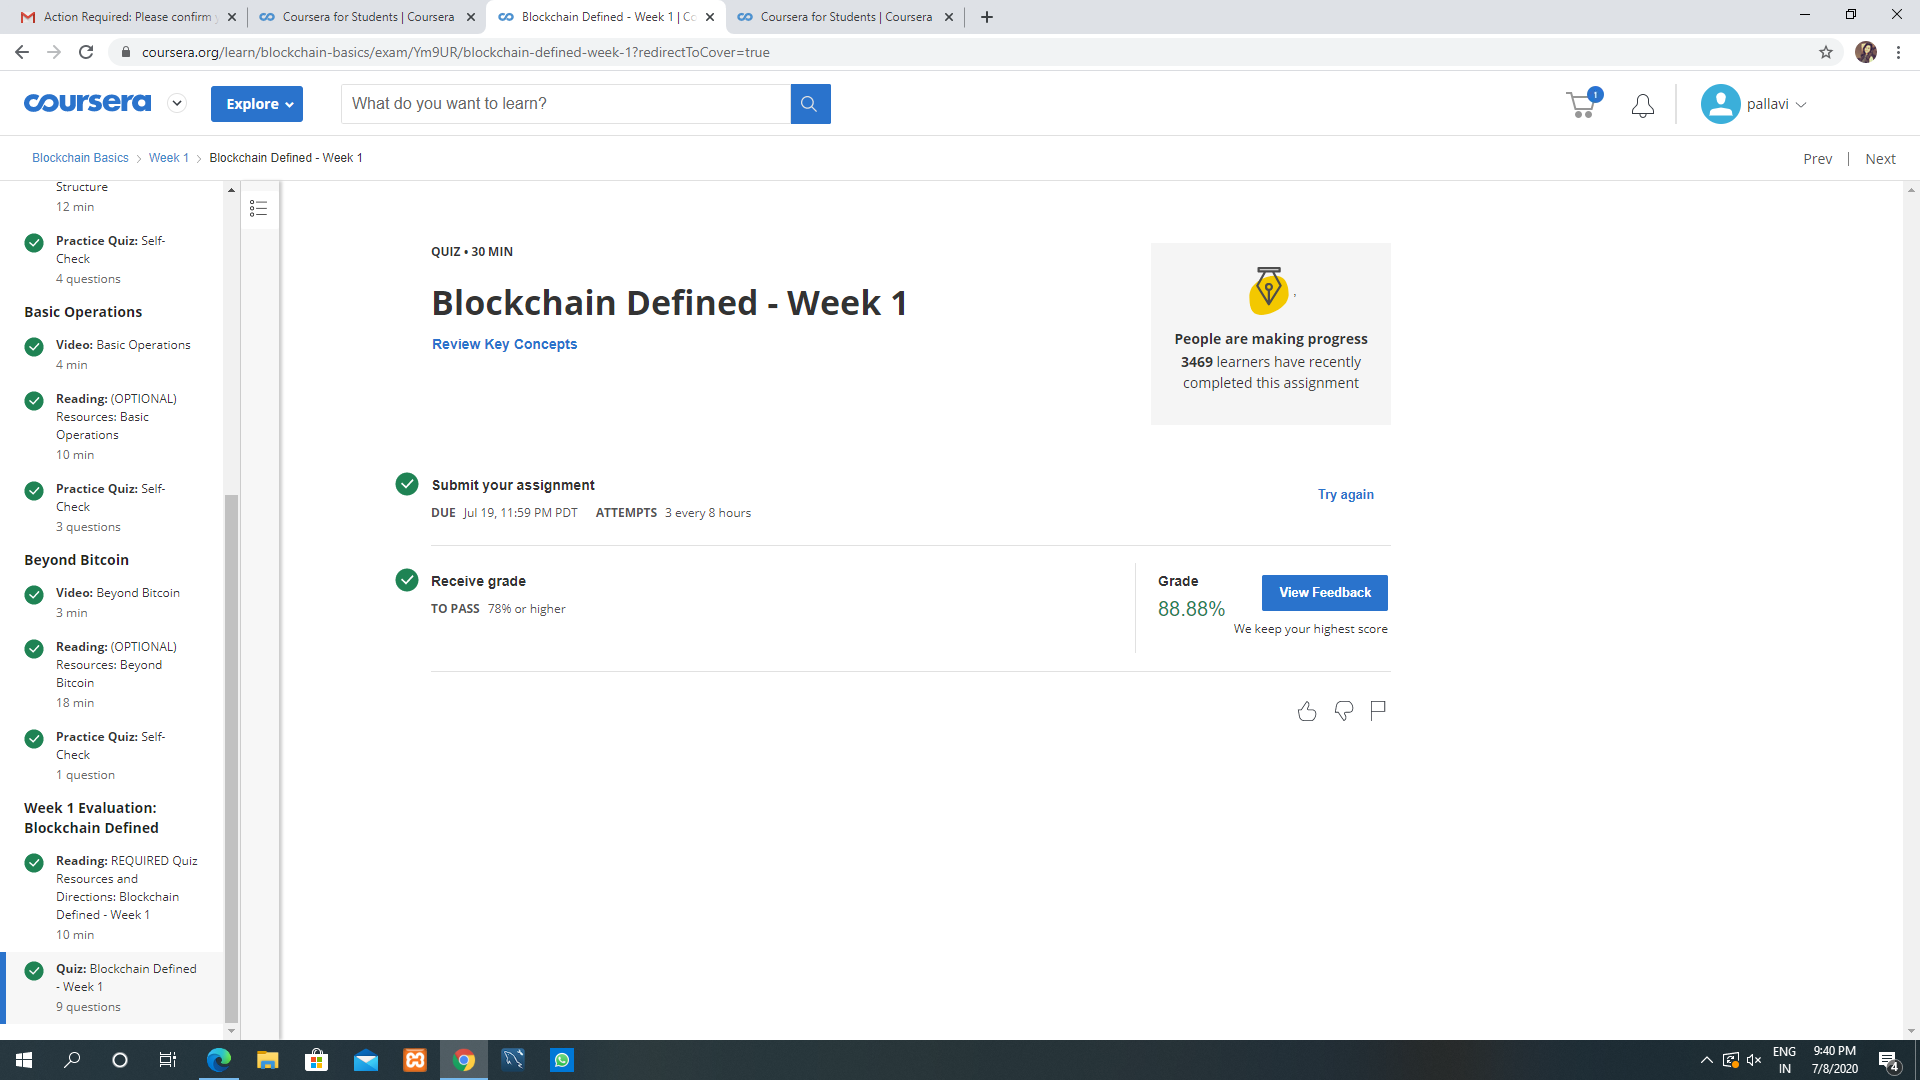 Action Required: Please confirm
Coursera for Students | Coursera
Blockchain Defined - Week 1 | Co
Coursera for Students | Coursera
coursera.org/learn/blockchain-basics/exam/Ym9UR/blockchain-defined-week-1?redirectToCover=true
coursera
Explore
What do you want to learn?
1
pallavi
Blockchain Basics
Week 1
Blockchain Defined - Week 1
Prev | Next
Structure
12 min
Practice Quiz: Self-
Check
4 questions
Basic Operations
Video: Basic Operations
4 min
Reading: (OPTIONAL)
Resources: Basic
Operations
10 min
Practice Quiz: Self-
Check
3 questions
Beyond Bitcoin
Video: Beyond Bitcoin
3 min
Reading: (OPTIONAL)
Resources: Beyond
Bitcoin
18 min
Practice Quiz: Self-
Check
1 question
Week 1 Evaluation:
Blockchain Defined
Reading: REQUIRED Quiz
Resources and
Directions: Blockchain
Defined - Week 1
10 min
Quiz: Blockchain Defined
- Week 1
9 questions
QUIZ • 30 MIN
Blockchain Defined - Week 1
Review Key Concepts
People are making progress
3469 learners have recently
completed this assignment
Submit your assignment
DUE Jul 19, 11:59 PM PDT ATTEMPTS 3 every 8 hours
Try again
Receive grade
TO PASS 78% or higher
Grade
88.88%
View Feedback
We keep your highest score
ENG
IN
9:40 PM
7/8/2020
4